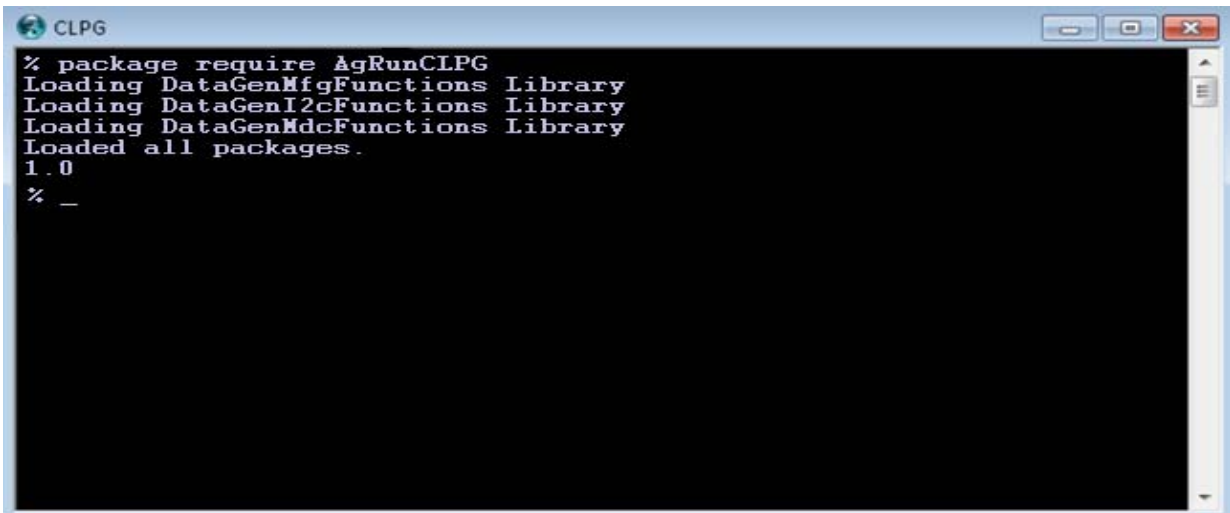 CLPG
% package require AgRunCLPG
Loading DataGenMfgFunctions Library
Loading DataGenI2cFunctions Library
Loading DataGenMdcFunctions Library
Loaded all packages.
1.0
% _